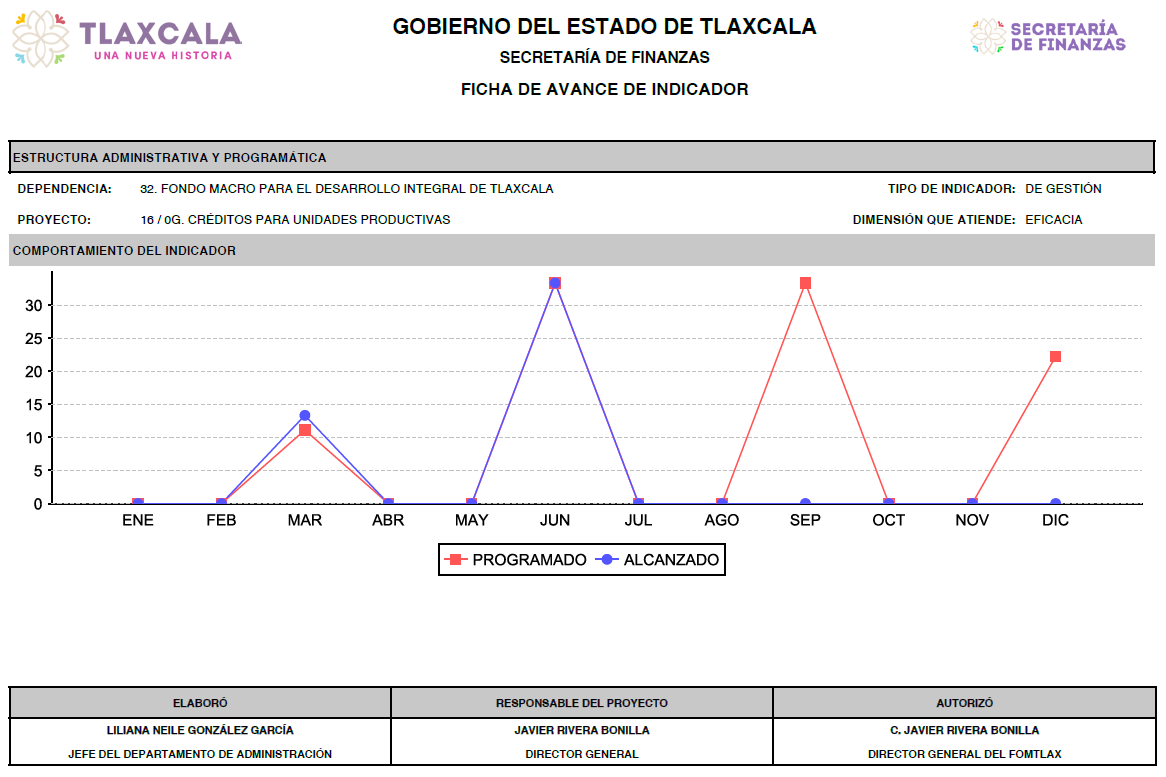 TLAXCALA
UNA NUEVA HISTORIA
GOBIERNO DEL ESTADO DE TLAXCALA
SECRETARÍA DE FINANZAS
FICHA DE AVANCE DE INDICADOR
SECRETARÍA
DE FINANZAS
ESTRUCTURA ADMINISTRATIVA Y PROGRAMÁTICA
DEPENDENCIA: 32. FONDO MACRO PARA EL DESARROLLO INTEGRAL DE TLAXCALA TIPO DE INDICADOR: DE GESTIÓN
PROYECTO: 16 / 0G. CRÉDITOS PARA UNIDADES PRODUCTIVAS DIMENSIÓN QUE ATIENDE: EFICACIA
COMPORTAMIENTO DEL INDICADOR
30
25
20
15
10
5
0
ENE FEB MAR ABR MAY JUN JUL AGO SEP OCT NOV DIC
PROGRAMADO ALCANZADO
ELABORÓ RESPONSABLE DEL PROYECTO AUTORIZÓ
LILIANA NEILE GONZÁLEZ GARCÍA JAVIER RIVERA BONILLA C. JAVIER RIVERA BONILLA
JEFE DEL DEPARTAMENTO DE ADMINISTRACIÓN DIRECTOR GENERAL DIRECTOR GENERAL DEL FOMTLAX